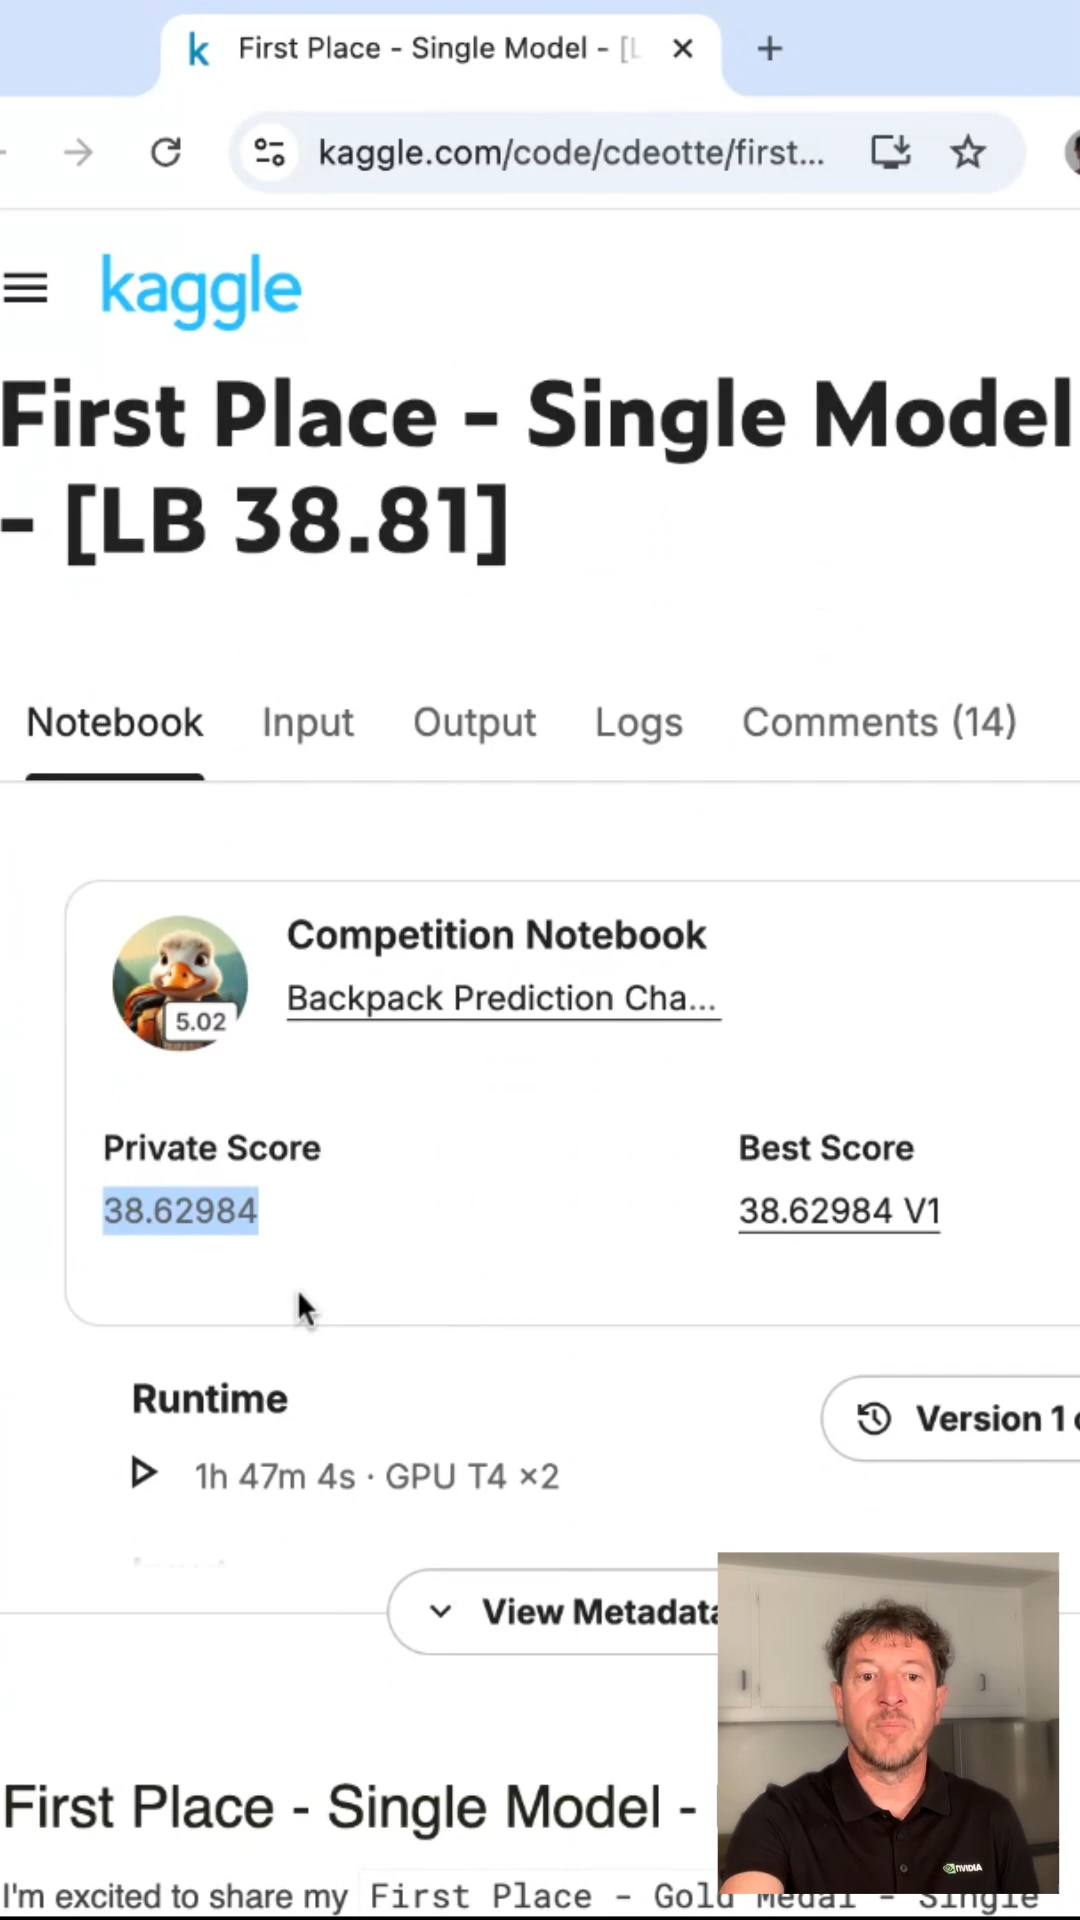 First Place - Single Model - [L
kaggle.com/code/cdeotte/first...
kaggle
First Place - Single Model
- [LB 38.81]
Notebook Input Output Logs Comments (14)
Competition Notebook
5.02
Backpack Prediction Cha...
Private Score Best Score
38.62984 38.62984 V1
Runtime
Version 1
1h 47m 4s · GPU T4 ×2
View Metadata
First Place - Single Model -
I'm excited to share my First Place - Gold Medal - Single
NVIDIA